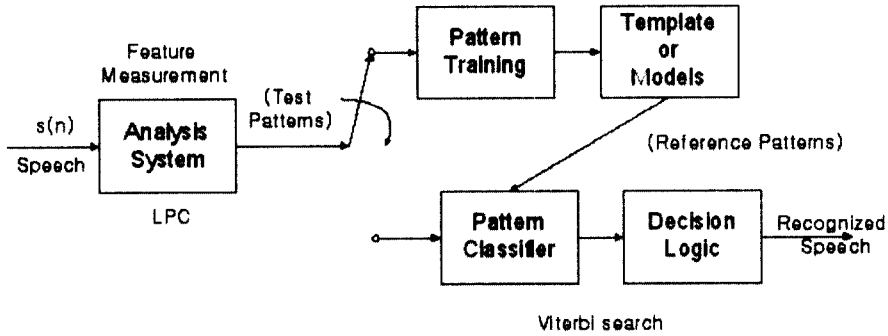 Feature
Measurement
s(n)
Speech
Analysis
System
LPC
(Test
Patterns)
Pattern
Training
Template
or
Models
(Reference Patterns)
Pattern
Classifier
Decision
Logic
Recognized
Speech
Viterbi search